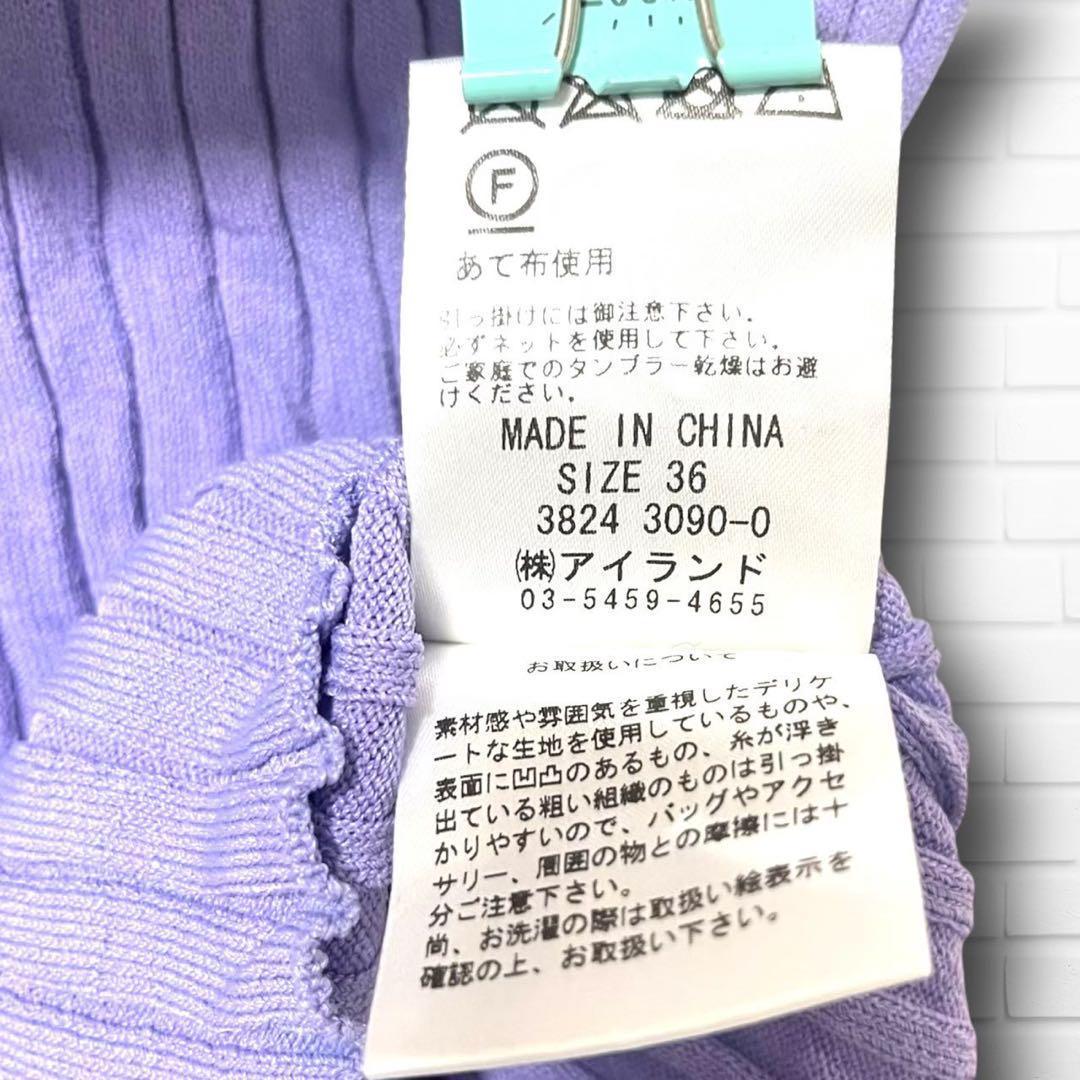 F
あて布使用
引っ掛けには御注意下さい.
必ずネットを使用して下さい.
ご家庭でのタンブラー乾燥はお避
けください.
MADE IN CHINA
SIZE 36
3824 3090-0
㈱アイランド
03-5459-4655
お取扱いについて
素材感や雰囲気を重視したデリケ
ートな生地を使用しているものや、
表面に凹凸のあるもの、糸が浮き
出ている粗い組織のものは引っ掛
かりやすいので、バッグやアクセ
サリー、周囲の物との摩擦には十
分ご注意下さい。
尚、お洗濯の際は取扱い絵表示を
確認の上、お取扱い下さい。